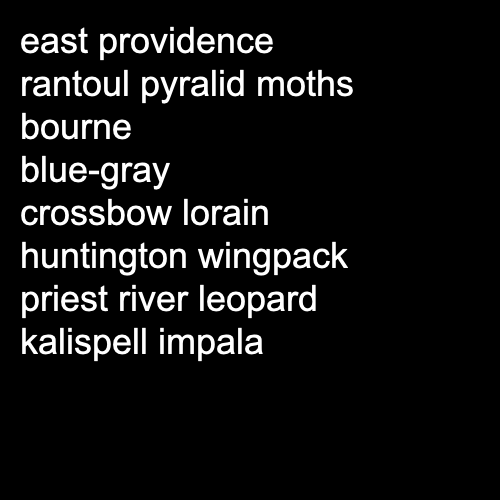 east providence
rantoul pyralid moths
bourne
blue-gray
crossbow lorain
huntington wingpack
priest river leopard
kalispell impala